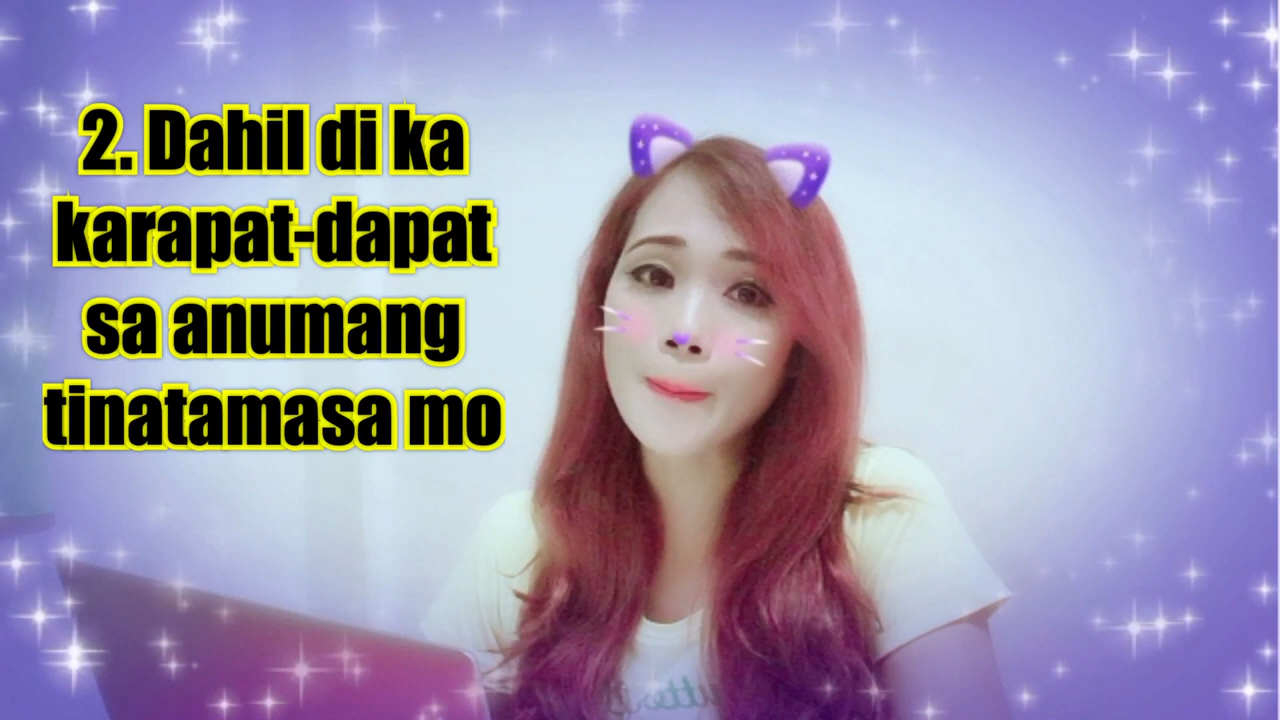 2. Dahil di ka
karapat-dapat
sa anumang
tinatamasa mo